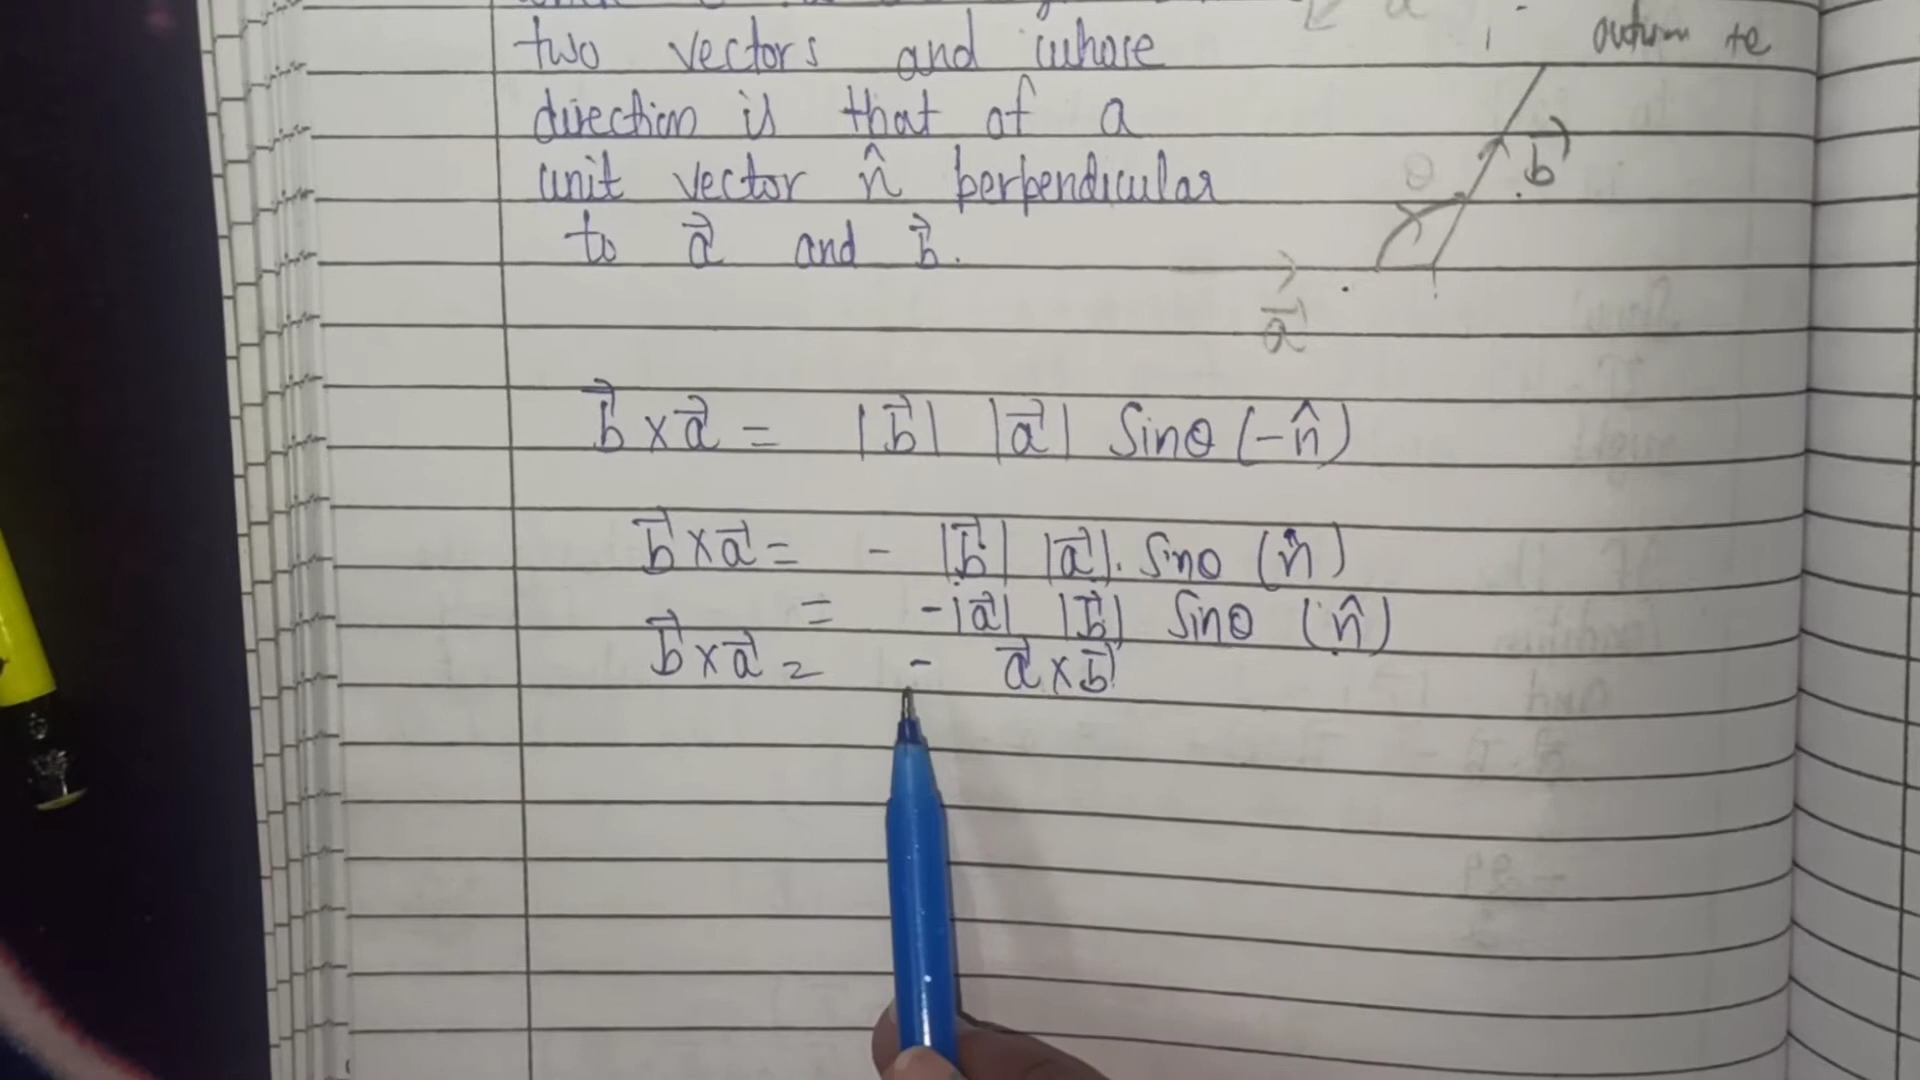 two vectors and whose
direction is that of a
unit vector n̂ perpendicular
to a⃗ and b⃗.
θ
b⃗
a⃗
b⃗ × a⃗ = |b⃗| |a⃗| Sinθ (-n̂)
b⃗ × a⃗ = - |b⃗| |a⃗|. Sinθ (n̂)
= -|a⃗| |b⃗| Sinθ (n̂)
b⃗ × a⃗ = - a⃗ × b⃗